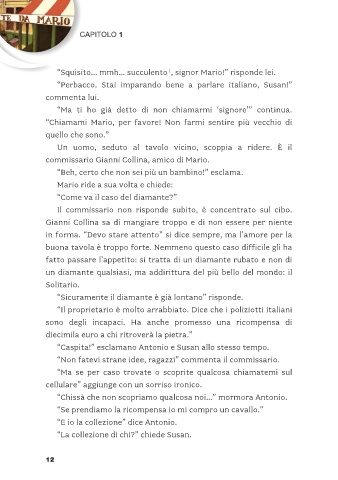 TE DA MARIO
CAPITOLO 1
“Squisito... mmh... succulento¹, signor Mario!” risponde lei.
“Perbacco. Stai imparando bene a parlare italiano, Susan!”
commenta lui.
“Ma ti ho già detto di non chiamarmi ‘signore’” continua.
“Chiamami Mario, per favore! Non farmi sentire più vecchio di
quello che sono.”
Un uomo, seduto al tavolo vicino, scoppia a ridere. È il
commissario Gianni Collina, amico di Mario.
“Beh, certo che non sei più un bambino!” esclama.
Mario ride a sua volta e chiede:
“Come va il caso del diamante?”
Il commissario non risponde subito, è concentrato sul cibo.
Gianni Collina sa di mangiare troppo e di non essere per niente
in forma. “Devo stare attento” si dice sempre, ma l’amore per la
buona tavola è troppo forte. Nemmeno questo caso difficile gli ha
fatto passare l’appetito: si tratta di un diamante rubato e non di
un diamante qualsiasi, ma addirittura del più bello del mondo: il
Solitario.
“Sicuramente il diamante è già lontano” risponde.
“Il proprietario è molto arrabbiato. Dice che i poliziotti italiani
sono degli incapaci. Ha anche promesso una ricompensa di
diecimila euro a chi ritroverà la pietra.”
“Caspita!” esclamano Antonio e Susan allo stesso tempo.
“Non fatevi strane idee, ragazzi” commenta il commissario.
“Ma se per caso trovate o scoprite qualcosa chiamatemi sul
cellulare” aggiunge con un sorriso ironico.
“Chissà che non scopriamo qualcosa noi...” mormora Antonio.
“Se prendiamo la ricompensa io mi compro un cavallo.”
“E io la collezione” dice Antonio.
“La collezione di chi?” chiede Susan.
12